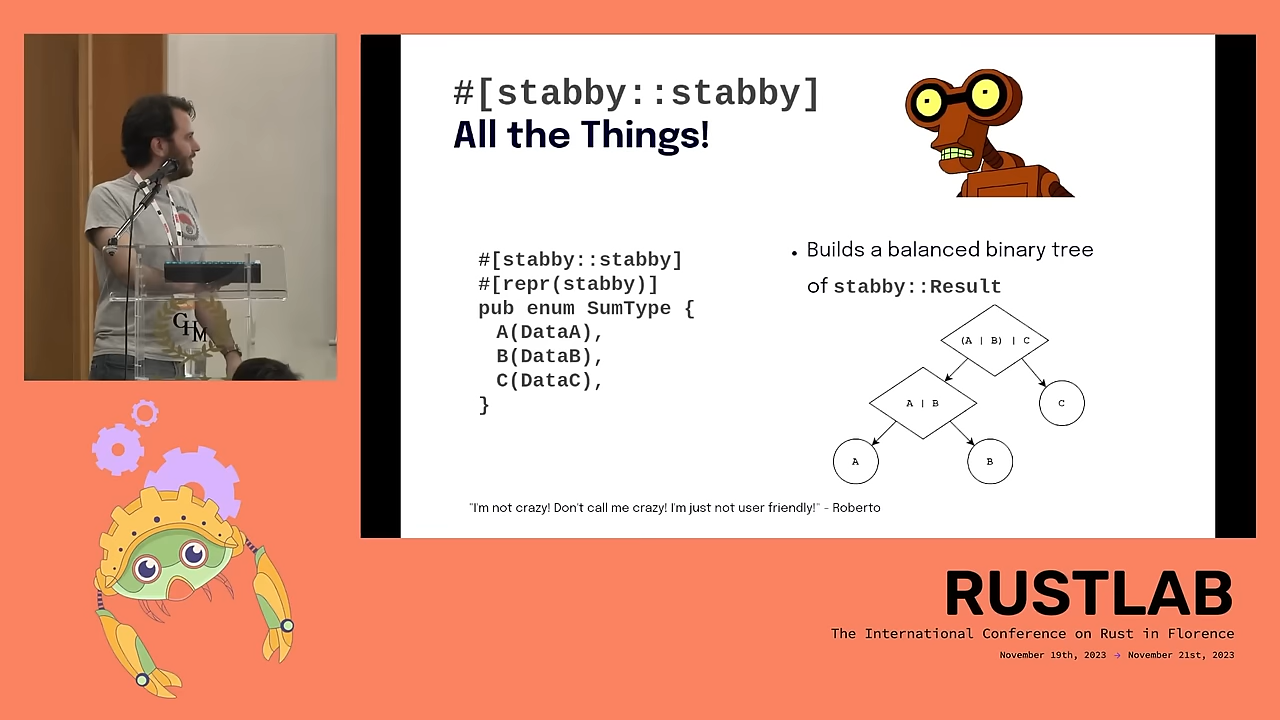 #[stabby::stabby]
All the Things!
#[stabby::stabby]
#[repr(stabby)]
pub enum SumType {
A(DataA),
B(DataB),
C(DataC),
}
• Builds a balanced binary tree
of stabby::Result
(A | B) | C
A | B
C
A
B
"I'm not crazy! Don't call me crazy! I'm just not user friendly!" - Roberto
GHM
RUSTLAB
The International Conference on Rust in Florence
November 19th, 2023 → November 21st, 2023